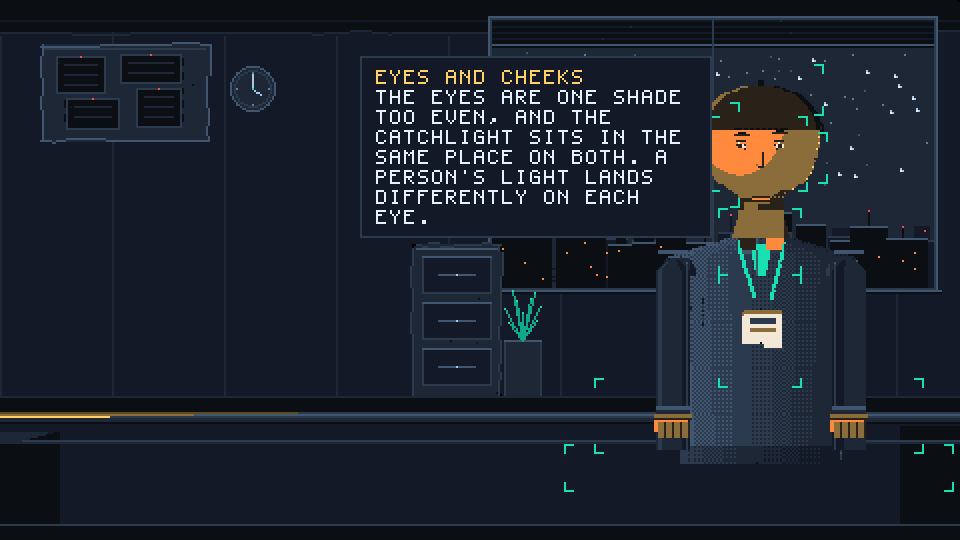 EYES AND CHEEKS
THE EYES ARE ONE SHADE
TOO EVEN, AND THE
CATCHLIGHT SITS IN THE
SAME PLACE ON BOTH. A
PERSON'S LIGHT LANDS
DIFFERENTLY ON EACH
EYE.